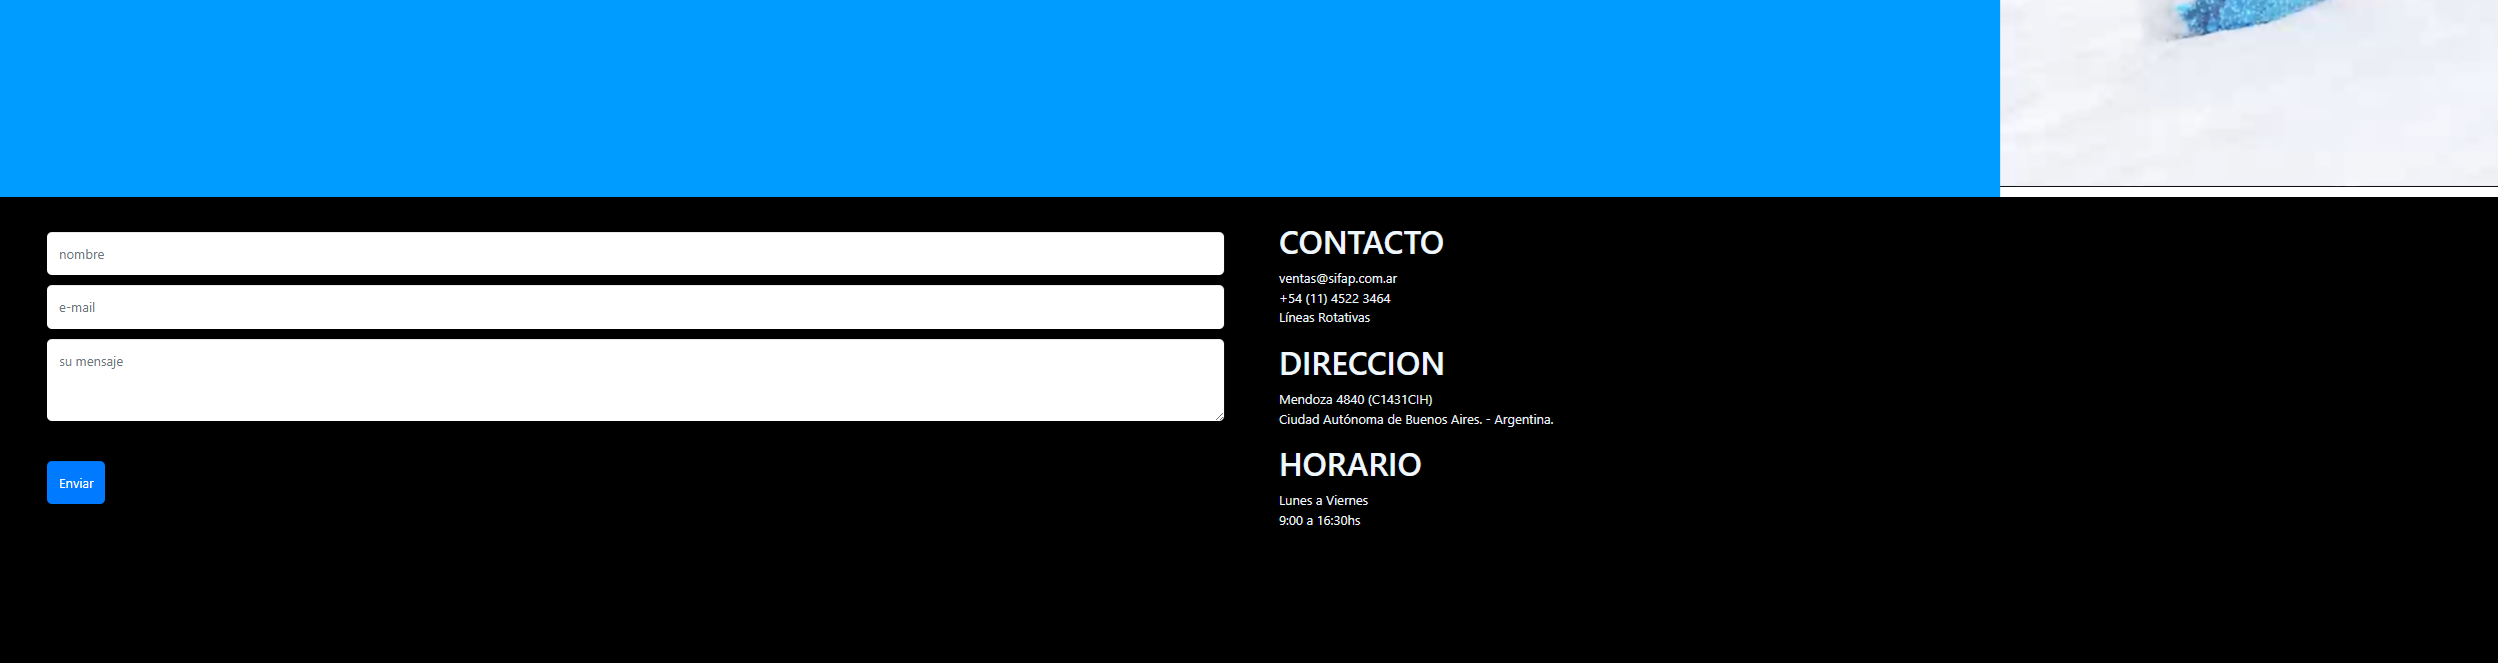 nombre
e-mail
su mensaje
Enviar
CONTACTO
ventas@sifap.com.ar
+54 (11) 4522 3464
Líneas Rotativas
DIRECCION
Mendoza 4840 (C1431CIH)
Ciudad Autónoma de Buenos Aires. - Argentina.
HORARIO
Lunes a Viernes
9:00 a 16:30hs